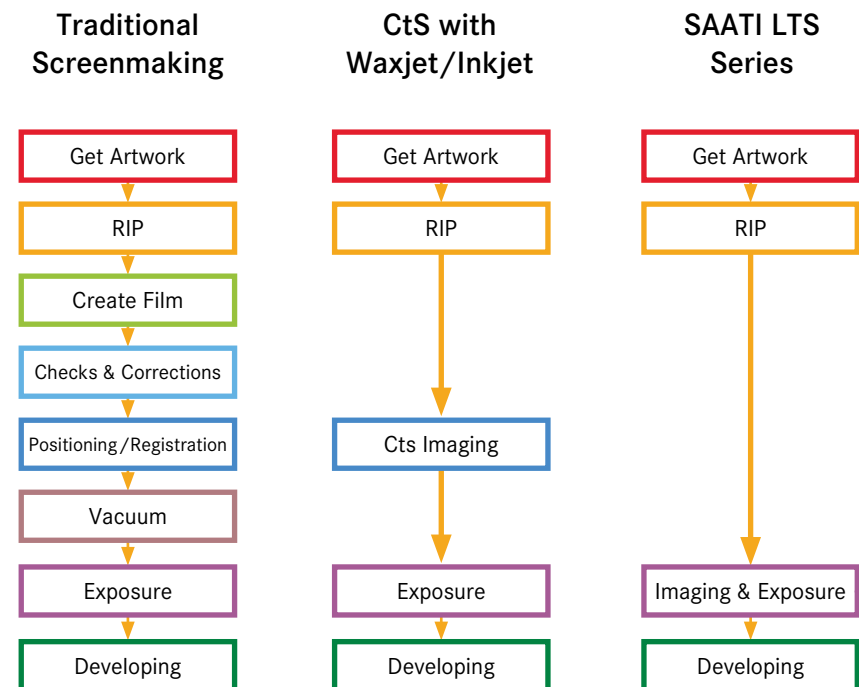 Traditional
Screenmaking
Get Artwork
RIP
Create Film
Checks & Corrections
Positioning/Registration
Vacuum
Exposure
Developing
CtS with
Waxjet/Inkjet
Get Artwork
RIP
Cts Imaging
Exposure
Developing
SAATI LTS
Series
Get Artwork
RIP
Imaging & Exposure
Developing